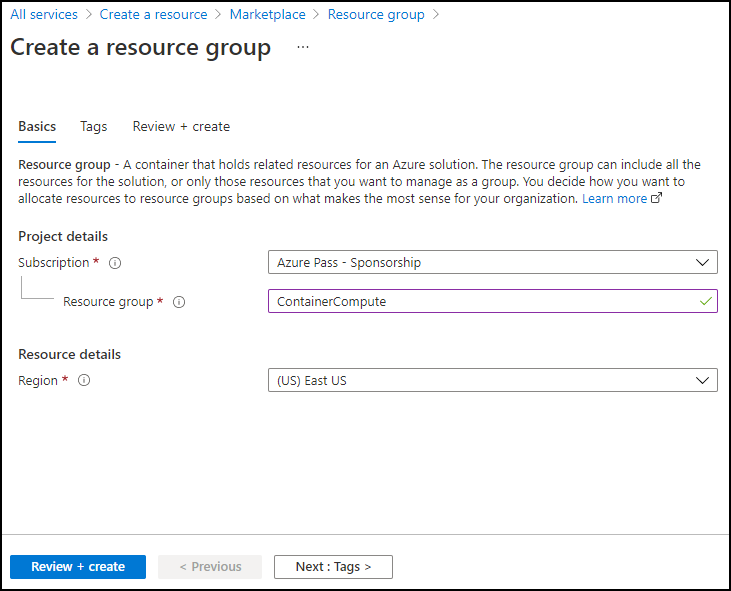 All services > Create a resource > Marketplace > Resource group >
Create a resource group ...
Basics Tags Review + create
Resource group - A container that holds related resources for an Azure solution. The resource group can include all the
resources for the solution, or only those resources that you want to manage as a group. You decide how you want to
allocate resources to resource groups based on what makes the most sense for your organization. Learn more
Project details
Subscription * Azure Pass - Sponsorship
Resource group * ContainerCompute
Resource details
Region * (US) East US
Review + create < Previous Next : Tags >